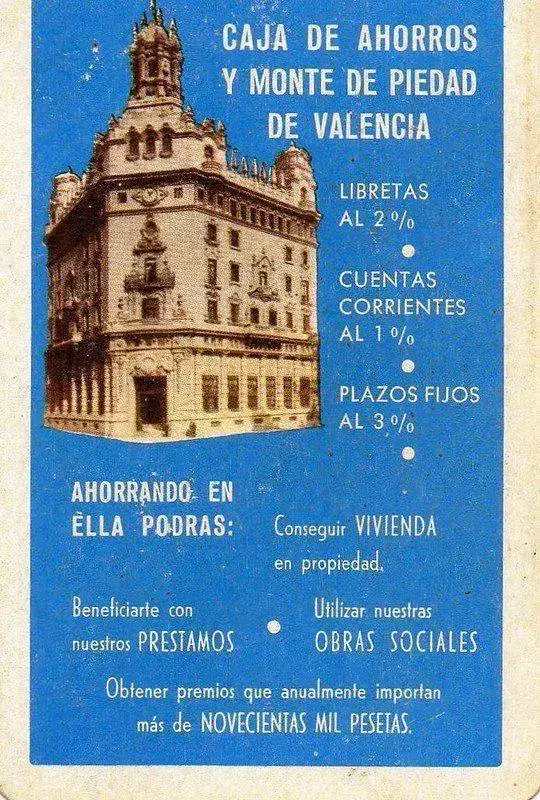 CAJA DE AHORROS
Y MONTE DE PIEDAD
DE VALENCIA
LIBRETAS
AL 2 %
CUENTAS
CORRIENTES
AL 1 %
PLAZOS FIJOS
AL 3 %
AHORRANDO EN
ELLA PODRAS:
Conseguir VIVIENDA
en propiedad.
Beneficiarte con
nuestros PRESTAMOS
Utilizar nuestras
OBRAS SOCIALES
Obtener premios que anualmente importan
más de NOVECIENTAS MIL PESETAS.